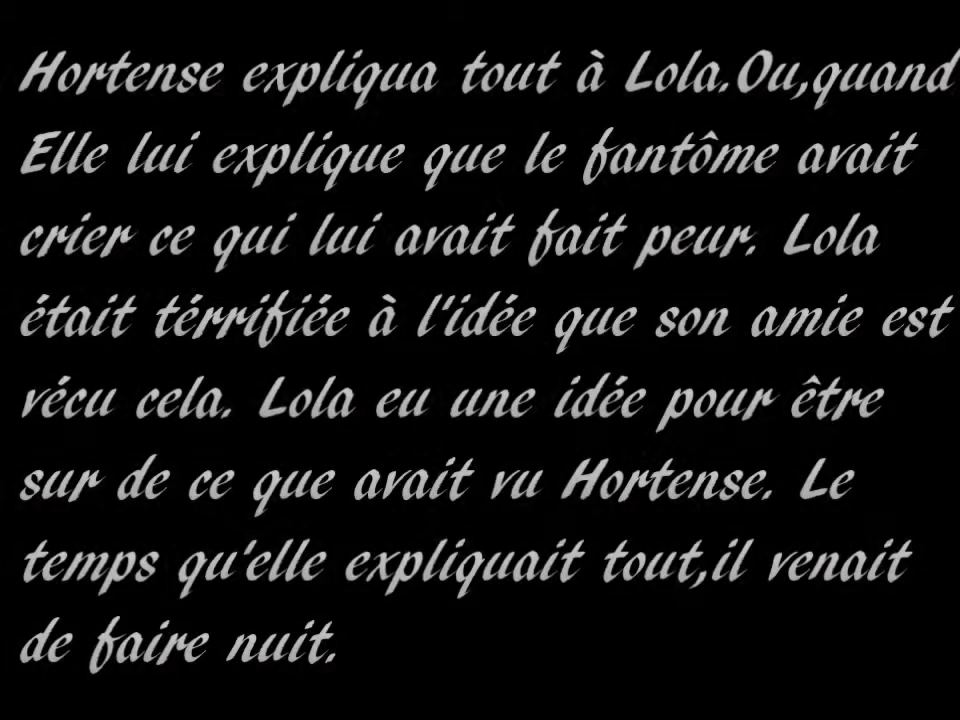 Hortense expliqua tout à Lola.Ou,quand
Elle lui explique que le fantôme avait
crier ce qui lui avait fait peur. Lola
était térrifiée à l'idée que son amie est
vécu cela. Lola eu une idée pour être
sur de ce que avait vu Hortense. Le
temps qu'elle expliquait tout,il venait
de faire nuit.